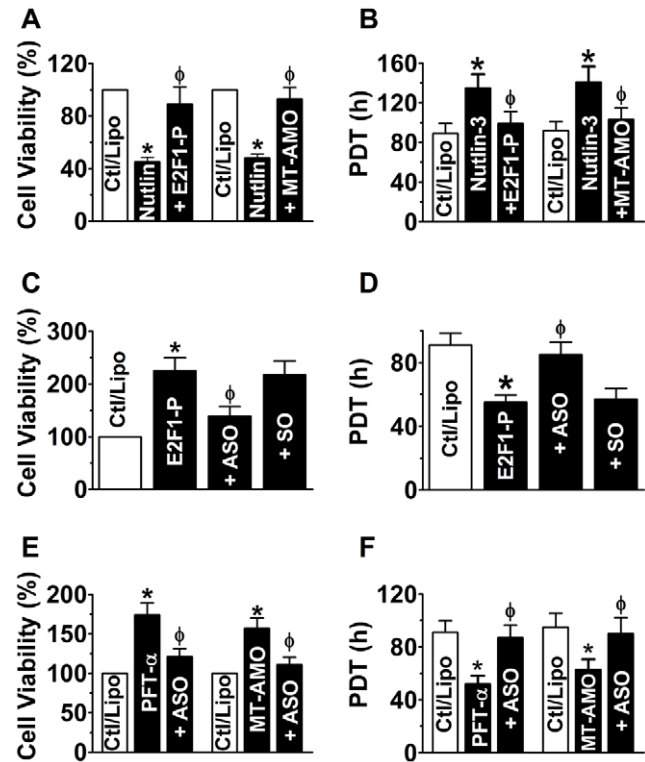 A
Cell Viability (%)
120
80
40
0
Ctl/Lipo
*
Nutlin
ϕ
+ E2F1-P
Ctl/Lipo
*
Nutlin
ϕ
+ MT-AMO
B
PDT (h)
160
120
80
40
0
Ctl/Lipo
*
Nutlin-3
ϕ
+E2F1-P
Ctl/Lipo
*
Nutlin-3
ϕ
+MT-AMO
C
Cell Viability (%)
300
200
100
0
Ctl/Lipo
*
E2F1-P
ϕ
+ ASO
+ SO
D
PDT (h)
80
40
0
Ctl/Lipo
*
E2F1-P
ϕ
+ ASO
+ SO
E
Cell Viability (%)
200
150
100
50
0
Ctl/Lipo
*
PFT-α
ϕ
+ ASO
Ctl/Lipo
*
MT-AMO
ϕ
+ ASO
F
PDT (h)
120
80
40
0
Ctl/Lipo
*
PFT-α
ϕ
+ ASO
Ctl/Lipo
*
MT-AMO
ϕ
+ ASO